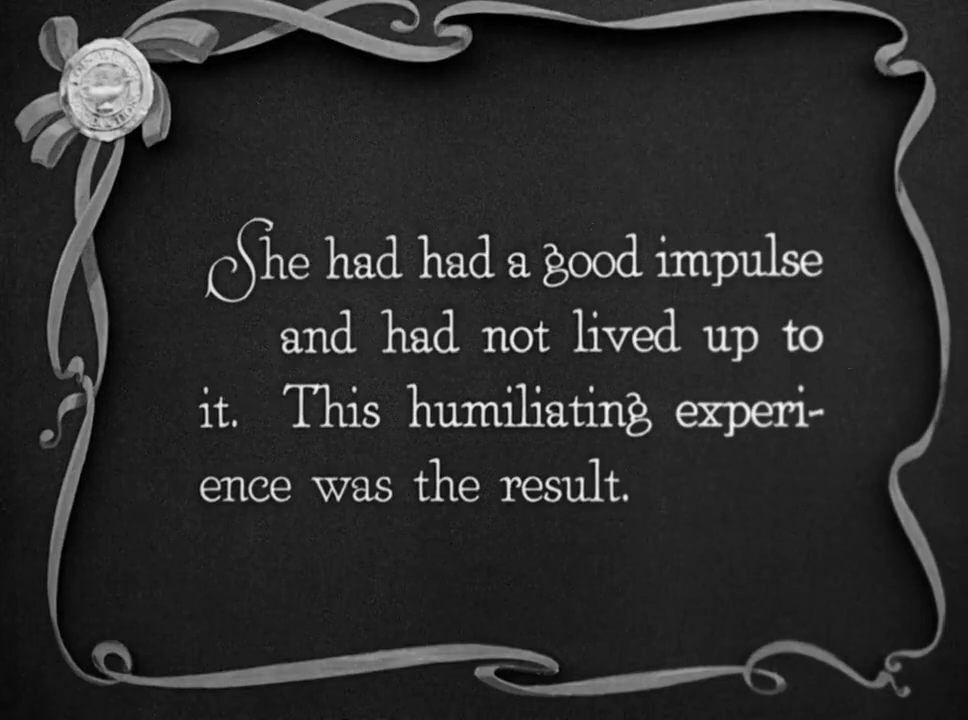 She had had a good impulse
and had not lived up to
it. This humiliating experi-
ence was the result.